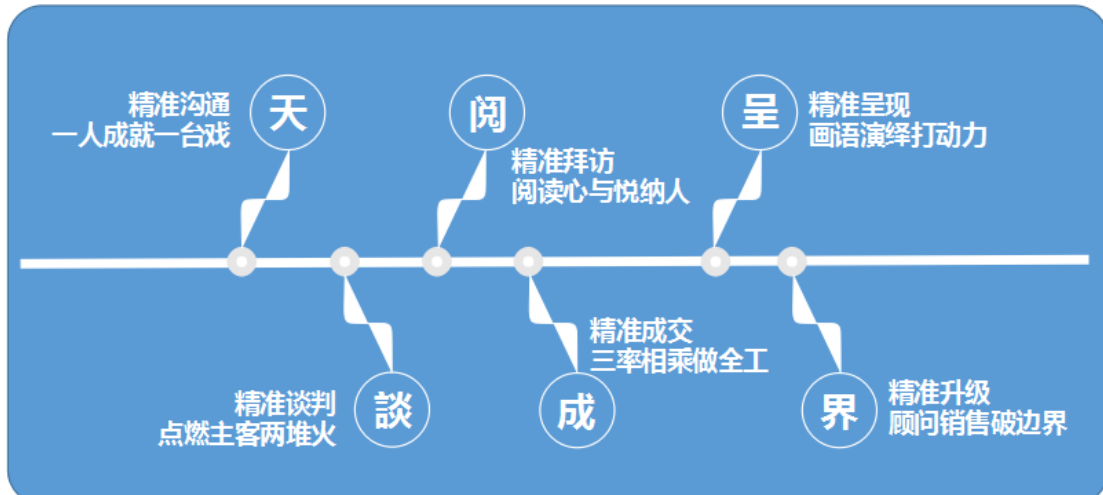 天
精准沟通
一人成就一台戏
談
精准谈判
点燃主客两堆火
阅
精准拜访
阅读心与悦纳人
成
精准成交
三率相乘做全工
呈
精准呈现
画语演绎打动力
界
精准升级
顾问销售破边界